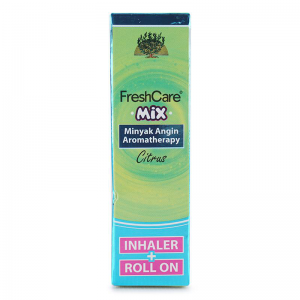 FreshCare®
MIX
Minyak Angin
Aromatherapy
Citrus
INHALER
+
ROLL ON